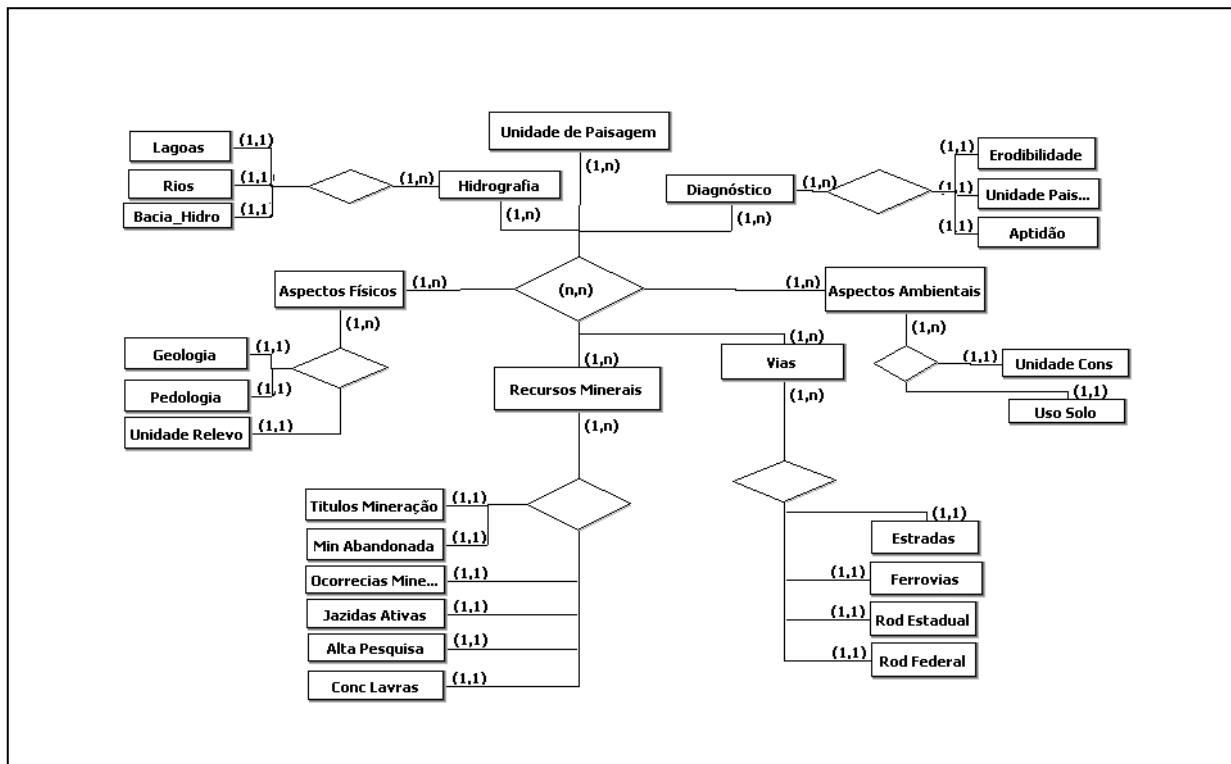 Unidade de Paisagem
(1,n)
Lagoas
(1,1)
Rios
(1,1)
Bacia_Hidro
(1,1)
(1,n)
Hidrografia
(1,n)
Diagnóstico
(1,n)
(1,n)
(1,1)
Erodibilidade
(1,1)
Unidade Pais...
(1,1)
Aptidão
Aspectos Físicos
(1,n)
(n,n)
(1,n)
Aspectos Ambientais
(1,n)
(1,n)
Geologia
(1,1)
Pedologia
(1,1)
Unidade Relevo
(1,1)
(1,n)
Recursos Minerais
(1,n)
(1,n)
Vias
(1,n)
(1,1)
Unidade Cons
(1,1)
Uso Solo
Titulos Mineração
(1,1)
Min Abandonada
(1,1)
Ocorrecias Mine...
(1,1)
Jazidas Ativas
(1,1)
Alta Pesquisa
(1,1)
Conc Lavras
(1,1)
(1,1)
Estradas
(1,1)
Ferrovias
(1,1)
Rod Estadual
(1,1)
Rod Federal